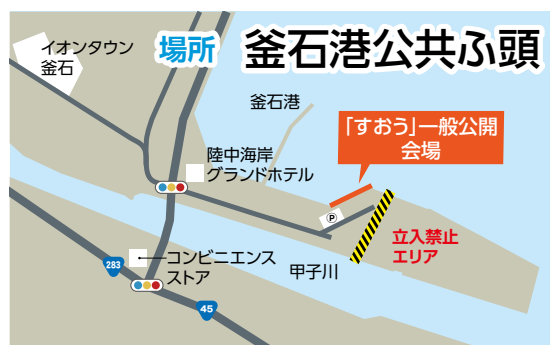 場所 釜石港公共ふ頭
イオンタウン
釜石
釜石港
「すおう」一般公開
会場
陸中海岸
グランドホテル
P
立入禁止
エリア
甲子川
コンビニエンス
ストア
283
45